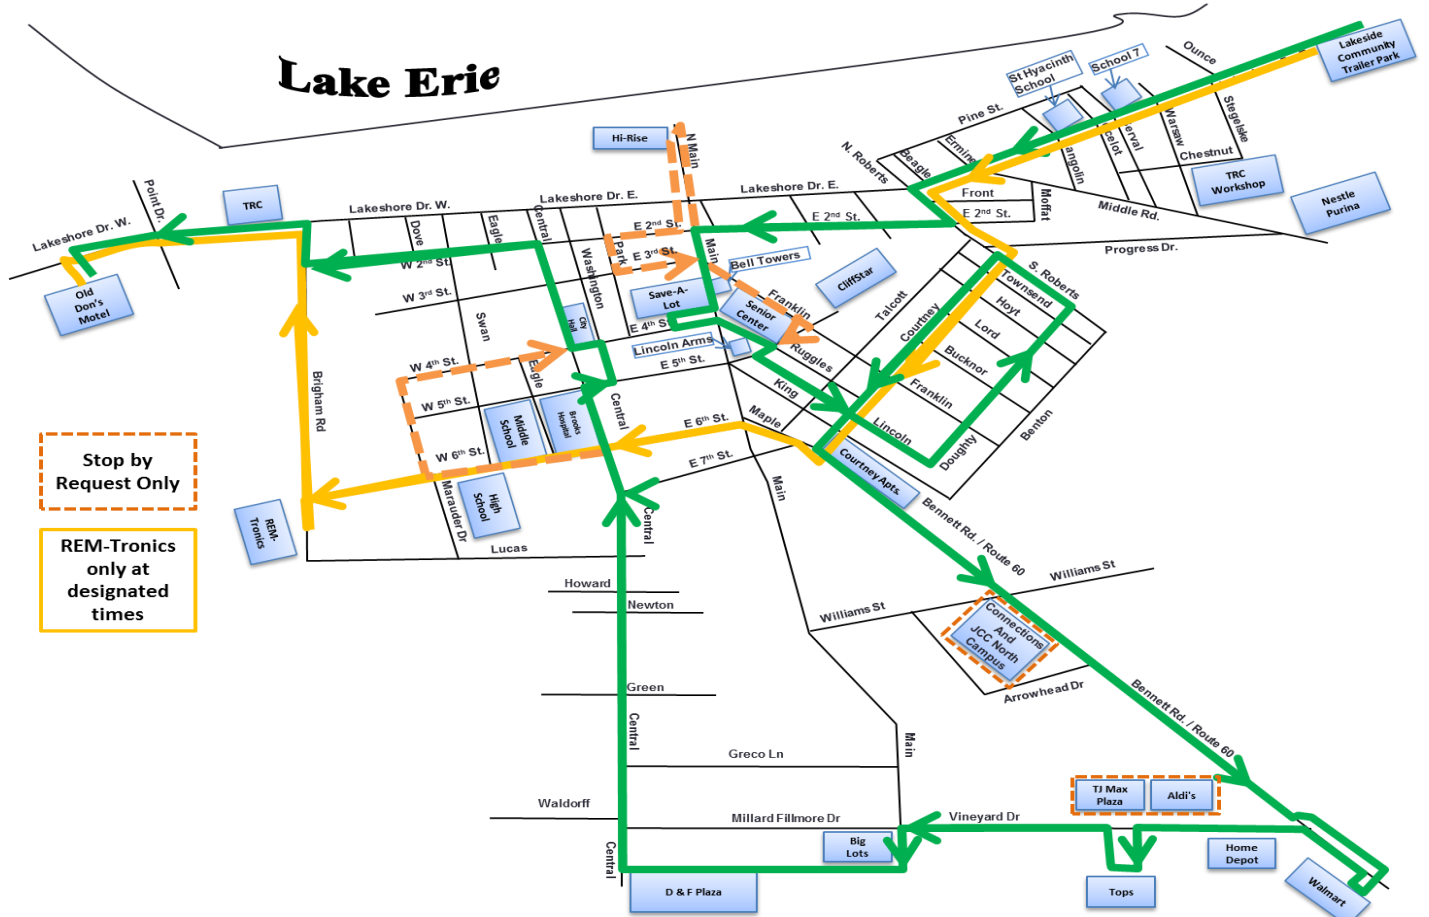 Lake Erie
Ounce
Lakeside
Community
Trailer Park
School 7
St Hyacinth
School
Pine St.
Stegelske
Warsaw
Chestnut
TRC
Workshop
Nestle
Purina
N. Roberts
Beagle
Ermine
Front
E 2nd St.
Moffat
Middle Rd.
Progress Dr.
Hi-Rise
N Main
Lakeshore Dr. E.
Lakeshore Dr. E.
E 2nd St.
Lakeshore Dr. W.
TRC
Point Dr.
Lakeshore Dr. W.
Old
Don's
Motel
Dove
Eagle
Central
Washington
Park
E 2nd St.
E 3rd St.
Main
W 2nd St.
W 3rd St.
Swan
Bell Towers
Save-A-
Lot
Senior
Center
Franklin
CliffStar
Talcott
Courtney
S. Roberts
Townsend
Hoyt
Lord
Bucknor
Franklin
Lincoln
Doughty
Benton
City
Hall
E 4th St.
Lincoln Arms
E 5th St.
Ruggles
King
Maple
W 4th St.
W 5th St.
W 6th St.
Eagle
Middle
School
Brooks
Hospital
Central
E 6th St.
E 7th St.
Main
Courtney Apts.
Brigham Rd
Marauder Dr
High
School
REM-
Tronics
Lucas
Central
Stop by
Request Only
REM-Tronics
only at
designated
times
Howard
Newton
Green
Central
Bennett Rd. / Route 60
Williams St
Williams St
Connections
And
JCC North
Campus
Arrowhead Dr
Bennett Rd. / Route 60
Main
Greco Ln
Waldorff
Millard Fillmore Dr
Vineyard Dr
TJ Max
Plaza
Aldi's
Big
Lots
Central
D & F Plaza
Tops
Home
Depot
Walmart